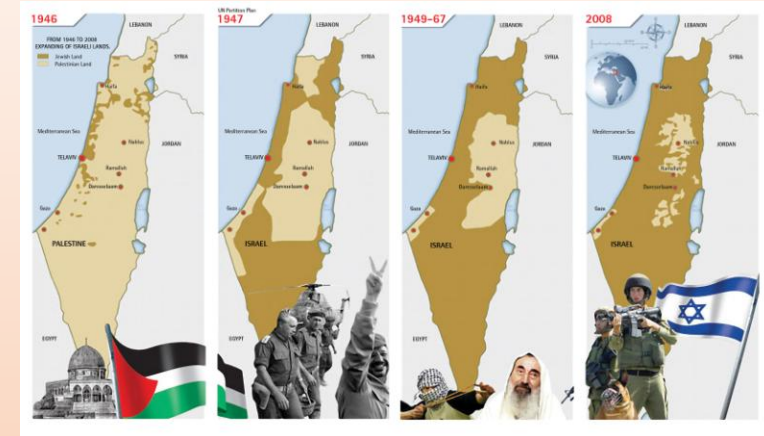 1946
LEBANON
FROM 1946 TO 2008
EXPANDING OF ISRAELI LANDS.
Jewish Land
Palestinian Land
SYRIA
Haifa
Mediterranean Sea
Nablus
JORDAN
TELAVIV
Ramallah
Gaza
PALESTINE
EGYPT
UN Partition Plan
1947
LEBANON
SYRIA
Haifa
Mediterranean Sea
Nablus
JORDAN
TELAVIV
Ramallah
Gaza
ISRAEL
EGYPT
1949-67
LEBANON
SYRIA
Haifa
Mediterranean Sea
Nablus
JORDAN
TELAVIV
Ramallah
Gaza
ISRAEL
EGYPT
2008
LEBANON
SYRIA
Haifa
Mediterranean Sea
Nablus
JORDAN
TELAVIV
Ramallah
Gaza
ISRAEL
EGYPT